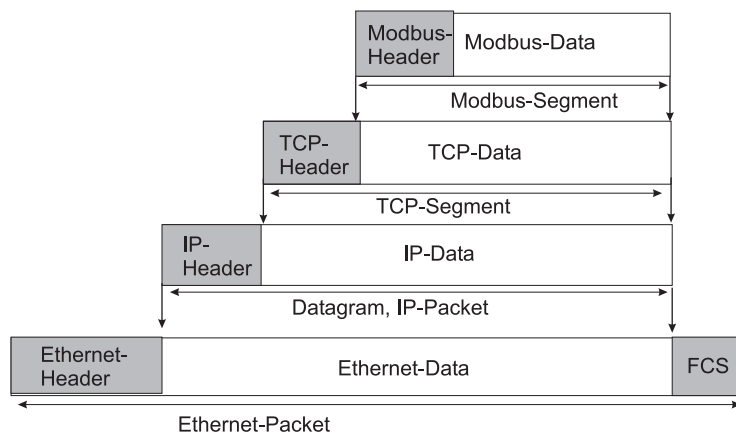 Modbus-
Header
Modbus-Data
Modbus-Segment
TCP-
Header
TCP-Data
TCP-Segment
IP-
Header
IP-Data
Datagram, IP-Packet
Ethernet-
Header
Ethernet-Data
FCS
Ethernet-Packet